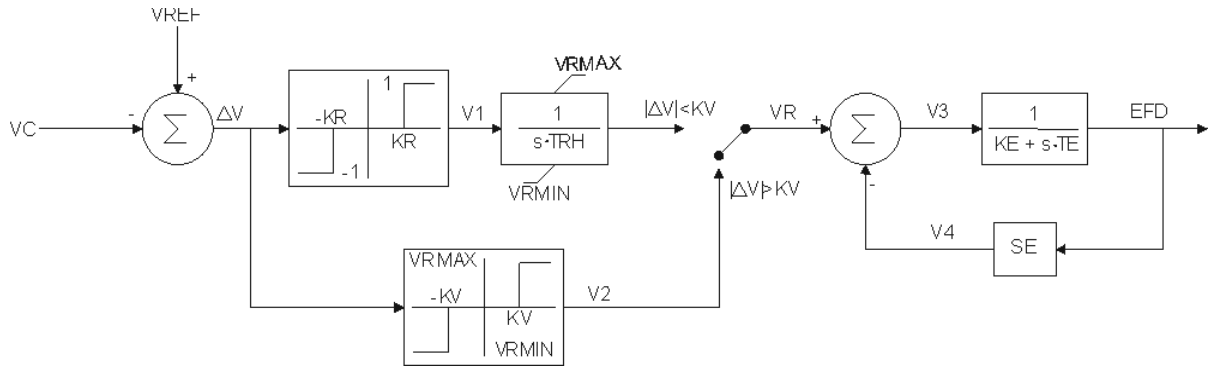 VREF
+
VC
-
Σ
ΔV
-KR
1
KR
-1
V1
VRMAX
1
s·TRH
VRMIN
|ΔV|<KV
|ΔV|>KV
VR
+
Σ
-
V3
1
KE + s·TE
EFD
V4
SE
VRMAX
-KV
KV
VRMIN
V2